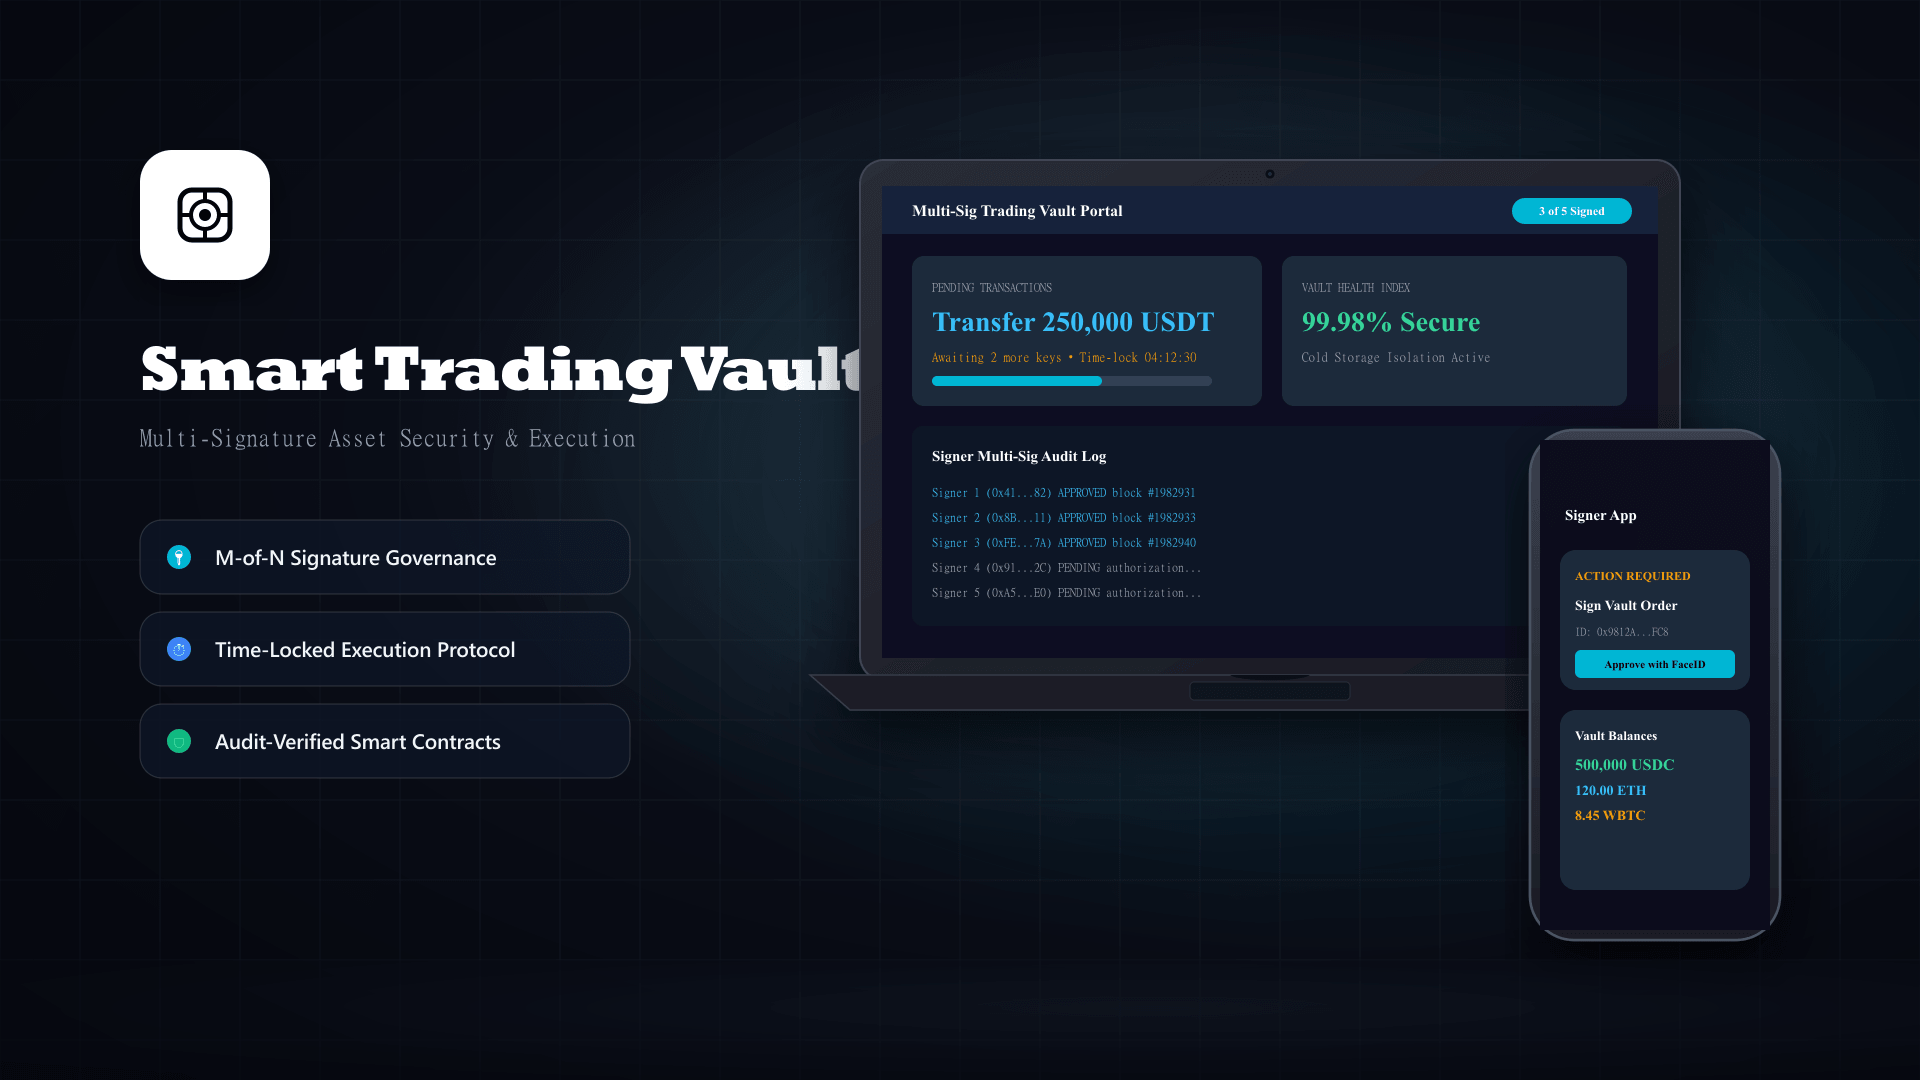 Smart Trading Vault
Multi-Signature Asset Security & Execution
M-of-N Signature Governance
Time-Locked Execution Protocol
Audit-Verified Smart Contracts
Multi-Sig Trading Vault Portal
3 of 5 Signed
PENDING TRANSACTIONS
Transfer 250,000 USDT
Awaiting 2 more keys • Time-lock 04:12:30
VAULT HEALTH INDEX
99.98% Secure
Cold Storage Isolation Active
Signer Multi-Sig Audit Log
Signer 1 (0x41...82) APPROVED block #1982931
Signer 2 (0x8B...11) APPROVED block #1982933
Signer 3 (0xFE...7A) APPROVED block #1982940
Signer 4 (0x91...2C) PENDING authorization...
Signer 5 (0xA5...E0) PENDING authorization...
Signer App
ACTION REQUIRED
Sign Vault Order
ID: 0x9812A...FC8
Approve with FaceID
Vault Balances
500,000 USDC
120.00 ETH
8.45 WBTC